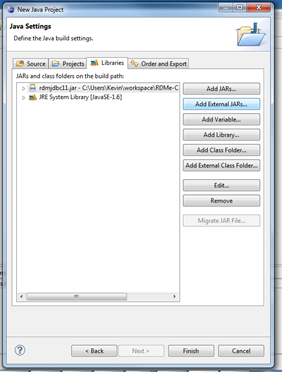 New Java Project
Java Settings
Define the Java build settings.
Source Projects Libraries Order and Export
JARs and class folders on the build path:
rdmjdbc11.jar - C:\Users\Kevin\workspace\RDMe-C
JRE System Library [JavaSE-1.6]
Add JARs...
Add External JARs...
Add Variable...
Add Library...
Add Class Folder...
Add External Class Folder...
Edit...
Remove
Migrate JAR File...
? < Back Next > Finish Cancel